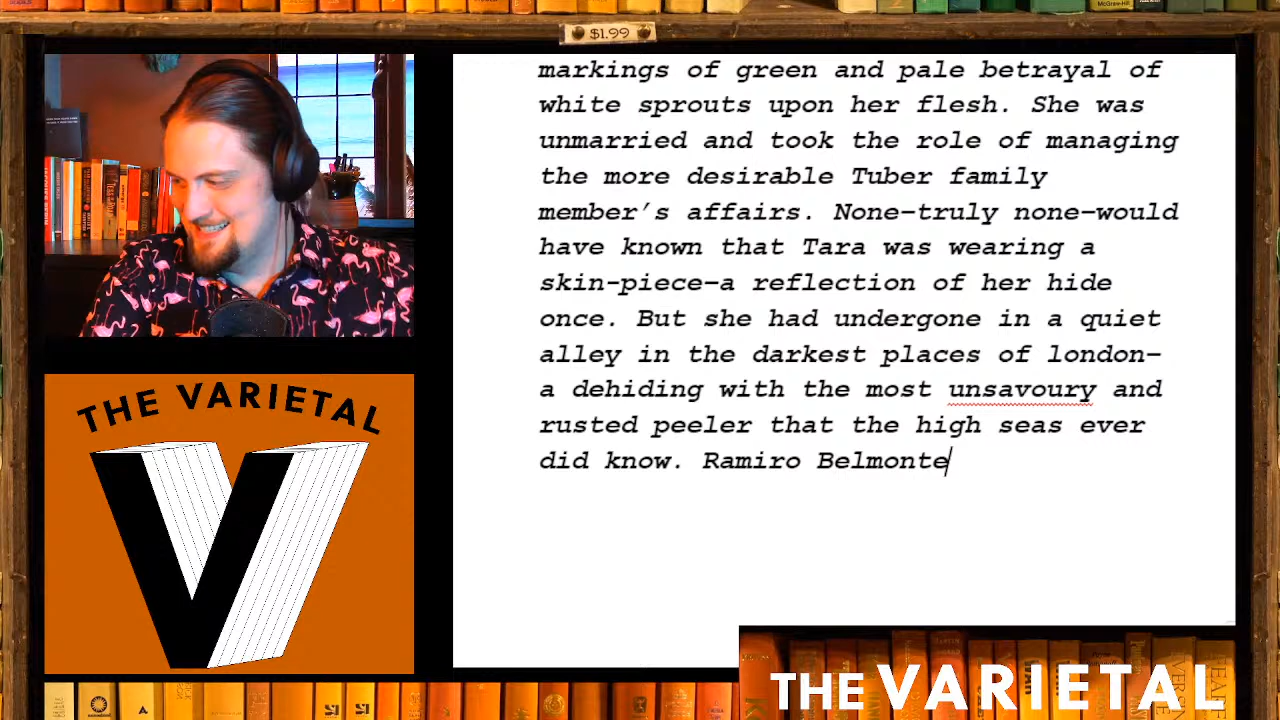 McGraw-Hill
$1.99
markings of green and pale betrayal of
white sprouts upon her flesh. She was
unmarried and took the role of managing
the more desirable Tuber family
member's affairs. None–truly none–would
have known that Tara was wearing a
skin-piece–a reflection of her hide
once. But she had undergone in a quiet
alley in the darkest places of london–
a dehiding with the most unsavoury and
rusted peeler that the high seas ever
did know. Ramiro Belmonte
THE VARIETAL
V
THE VARIETAL